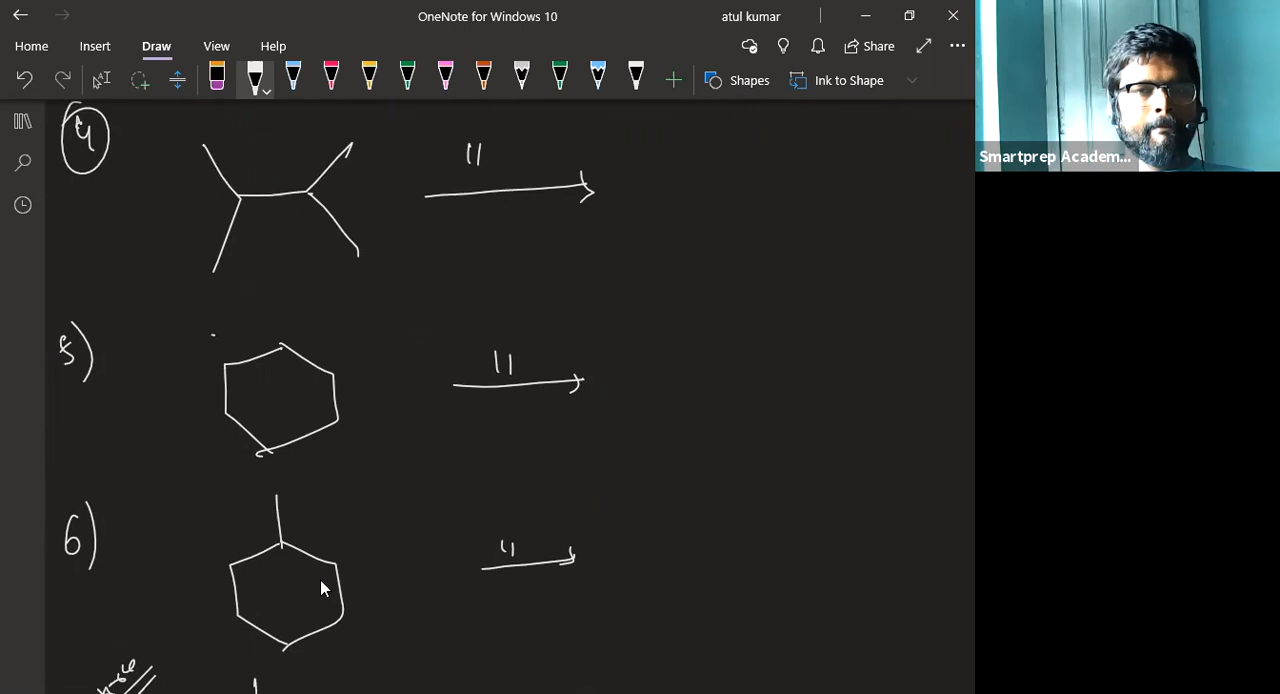 OneNote for Windows 10
atul kumar
Home Insert Draw View Help
Share
Shapes
Ink to Shape
4
Smartprep Academ...
"
5)
"
6)
"